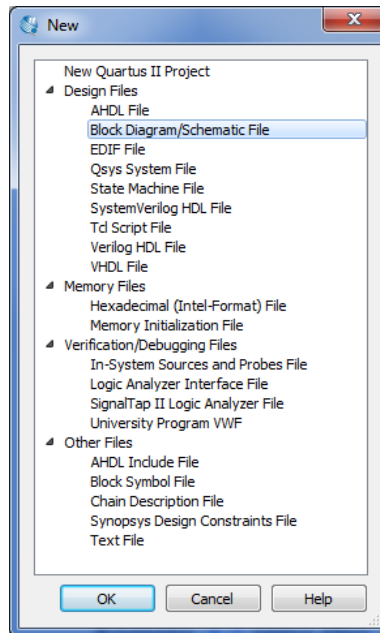 New
New Quartus II Project
Design Files
AHDL File
Block Diagram/Schematic File
EDIF File
Qsys System File
State Machine File
SystemVerilog HDL File
Tcl Script File
Verilog HDL File
VHDL File
Memory Files
Hexadecimal (Intel-Format) File
Memory Initialization File
Verification/Debugging Files
In-System Sources and Probes File
Logic Analyzer Interface File
SignalTap II Logic Analyzer File
University Program VWF
Other Files
AHDL Include File
Block Symbol File
Chain Description File
Synopsys Design Constraints File
Text File
OK Cancel Help